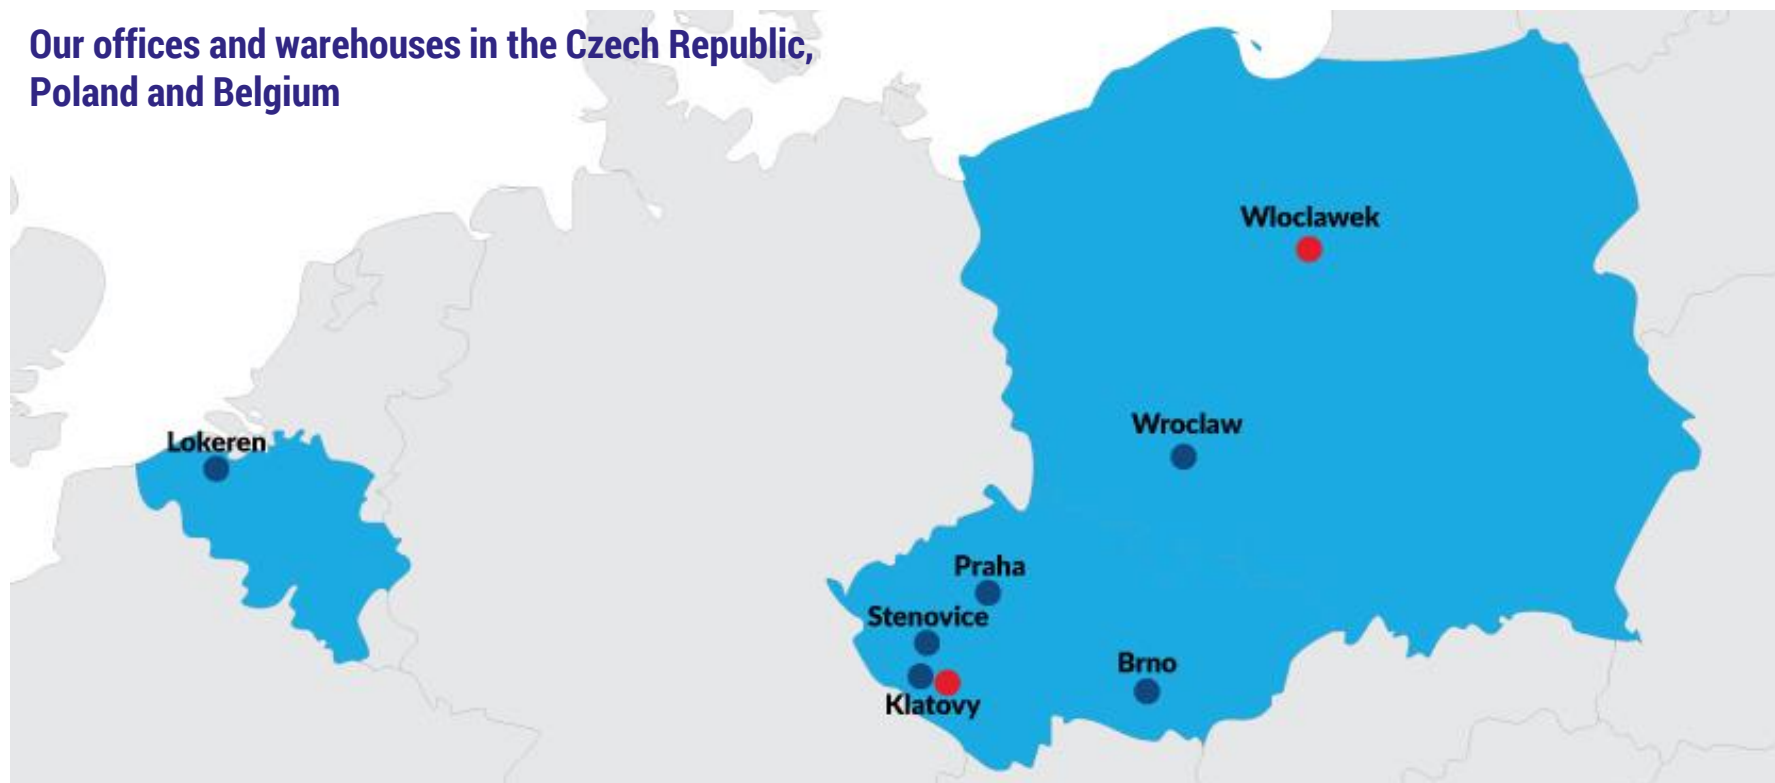 Our offices and warehouses in the Czech Republic,
Poland and Belgium
Wloclawek
Wroclaw
Lokeren
Praha
Stenovice
Brno
Klatovy